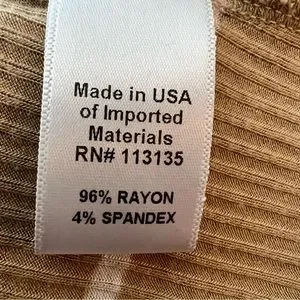 Made in USA
of Imported
Materials
RN# 113135
96% RAYON
4% SPANDEX